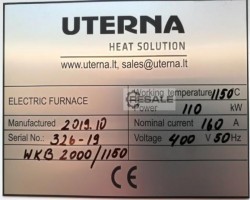 UTERNA
HEAT SOLUTION
www.uterna.lt, sales@uterna.lt
ELECTRIC FURNACE
Working temperature 1150°C
RESALE
Power 110 kW
Manufactured 2019.10
Nominal current 160 A
Serial No.: 326-19
Voltage 400 V 50 Hz
WKB 2000/1150
CE